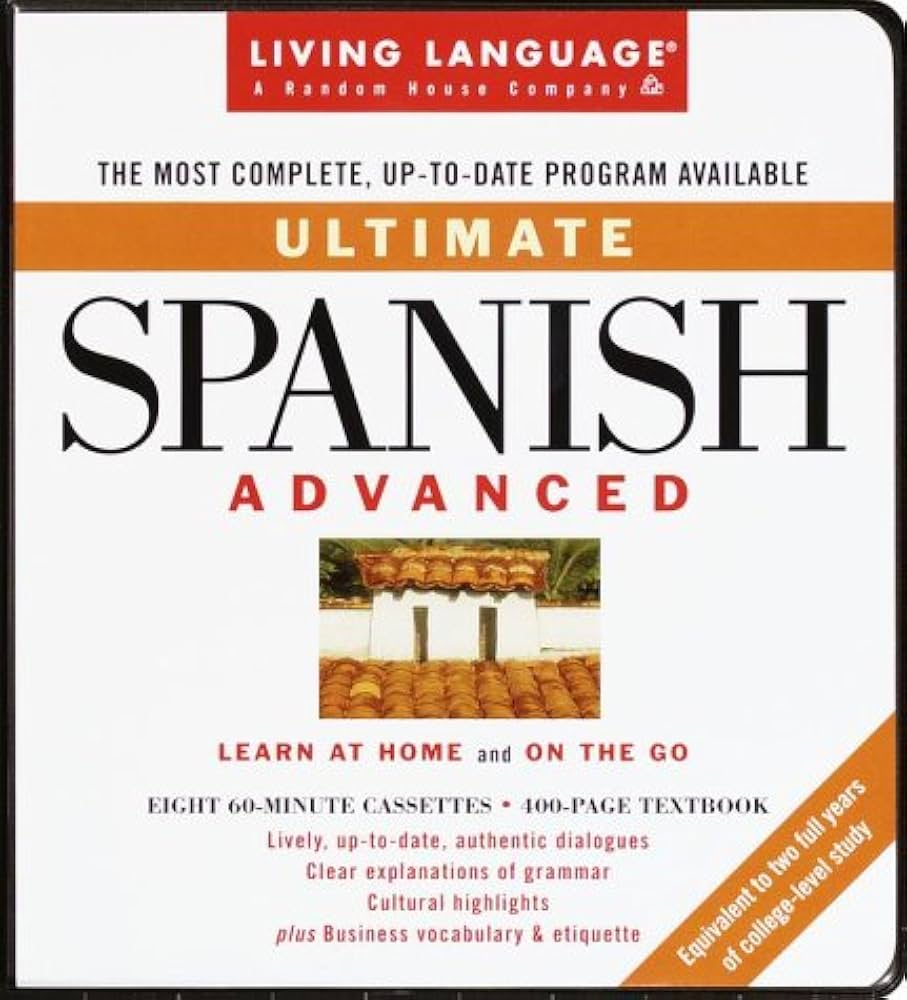 LIVING LANGUAGE®
A Random House Company
THE MOST COMPLETE, UP-TO-DATE PROGRAM AVAILABLE
ULTIMATE
SPANISH
ADVANCED
LEARN AT HOME and ON THE GO
EIGHT 60-MINUTE CASSETTES • 400-PAGE TEXTBOOK
Lively, up-to-date, authentic dialogues
Clear explanations of grammar
Cultural highlights
plus Business vocabulary & etiquette
Equivalent to two full years
of college-level study